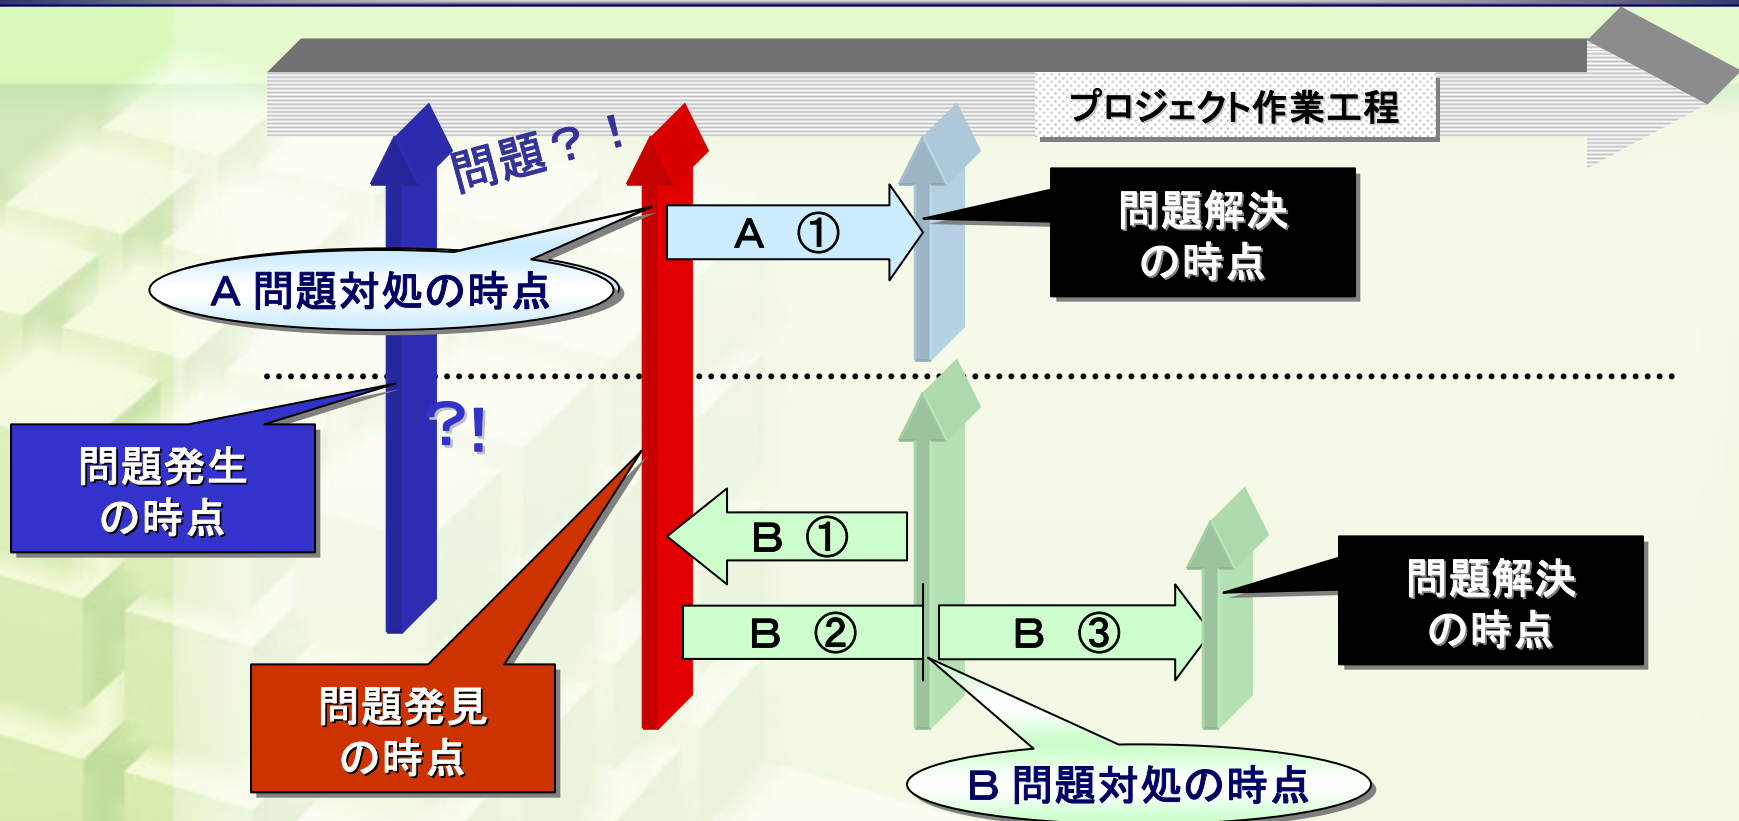 プロジェクト作業工程
問題？！
A ①
問題解決
の時点
A 問題対処の時点
?!
問題発生
の時点
B ①
B ②
B ③
問題解決
の時点
問題発見
の時点
B 問題対処の時点